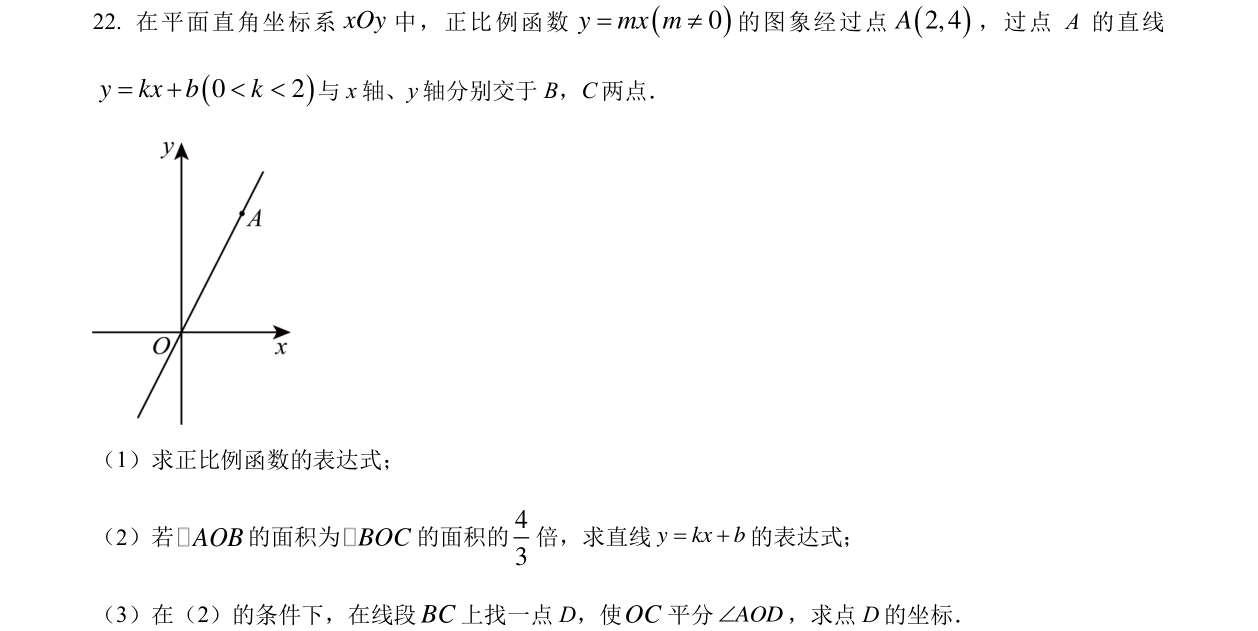 22. 在平面直角坐标系 xOy 中，正比例函数 y=mx(m≠0)的图象经过点 A(2,4)，过点 A 的直线
y=kx+b(0<k<2)与 x 轴、y 轴分别交于 B，C 两点．
y
A
O
x
（1）求正比例函数的表达式；
（2）若□AOB 的面积为□BOC 的面积的 4/3 倍，求直线 y=kx+b 的表达式；
（3）在（2）的条件下，在线段 BC 上找一点 D，使 OC 平分∠AOD，求点 D 的坐标．